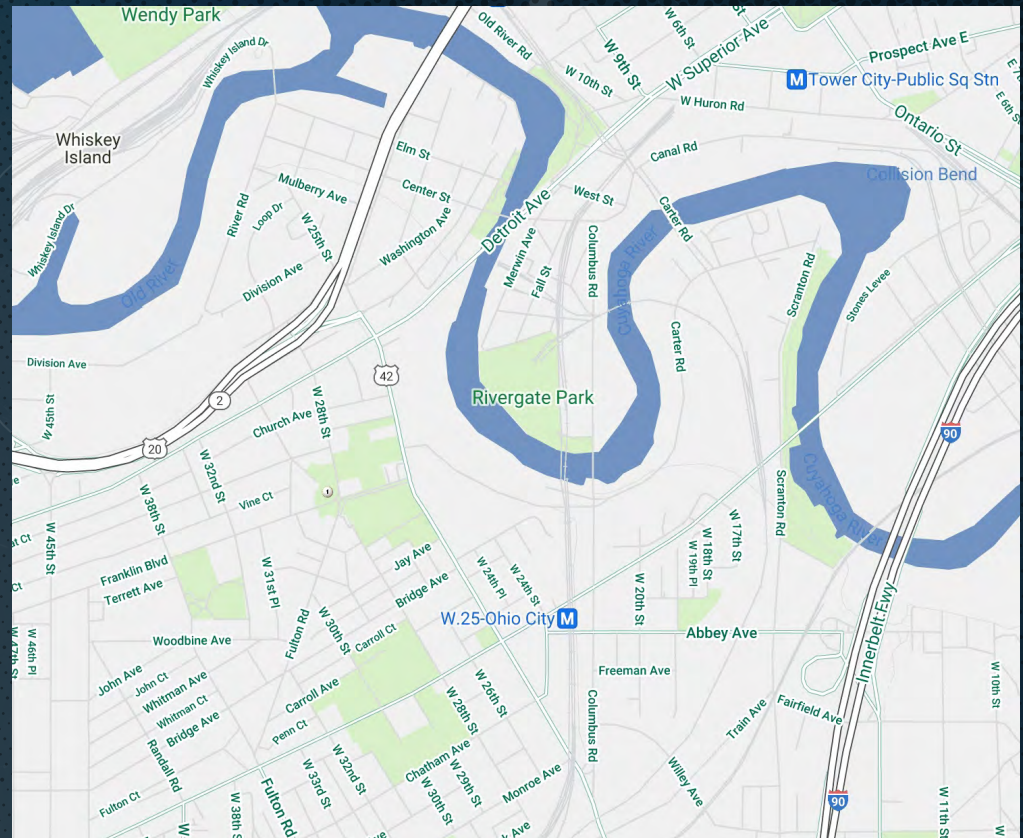 Wendy Park
Old River Rd
W 6th St
W 9th St
W Superior Ave
St
Prospect Ave E
Whiskey Island Dr
W 10th St
M Tower City-Public Sq Stn
E 6th St
W Huron Rd
Ontario St
Whiskey
Island
Elm St
Canal Rd
Collision Bend
Mulberry Ave
Center St
West St
River Rd
Loop Dr
W 25th St
Washington Ave
Detroit Ave
Carter Rd
Whiskey Island Dr
Merwin Ave
Fall St
Columbus Rd
Cuyahoga River
Old River
Division Ave
Scranton Rd
Stones Levee
Division Ave
Carter Rd
42
2
Rivergate Park
W 45th St
Church Ave
W 28th St
90
20
W 32nd St
Vine Ct
W 38th St
Scranton Rd
Cuyahoga River
W 45th St
ut Ct
W 17th St
W 18th St
W 19th Pl
Jay Ave
Franklin Blvd
Terrett Ave
Bridge Ave
W 24th Pl
W 24th St
W 20th St
Ct
W 31st Pl
Fulton Rd
W 30th St
Carroll Ct
W.25-Ohio City M
Abbey Ave
Innerbelt Fwy
W 47th St
W 46th Pl
Woodbine Ave
Freeman Ave
W 10th St
John Ave
John Ct
Whitman Ave
Whitman Ct
Bridge Ave
Carroll Ave
Penn Ct
W 26th St
W 28th St
Columbus Rd
Train Ave
Fairfield Ave
Randall Rd
W 32nd St
W 33rd St
Chatham Ave
W 29th St
W 30th St
Monroe Ave
Willey Ave
Fulton Ct
Fulton Rd
W 38th S
W 11th S
90
W
k Ave